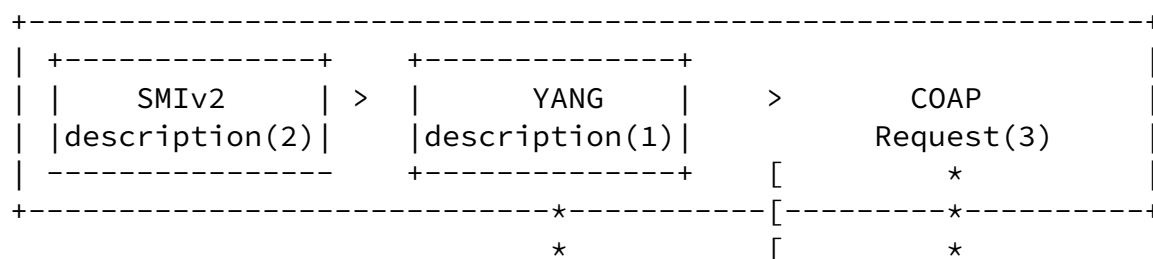 +--------------------------------------------------------------+
| +--------------+    +--------------+                         |
| |    SMIv2     | >  |     YANG     |    >       COAP         |
| |description(2)|    |description(1)|          Request(3)     |
| ----------------    +--------------+    [         *          |
+-----------------------------*-----------[---------*----------+
                              *           [         *